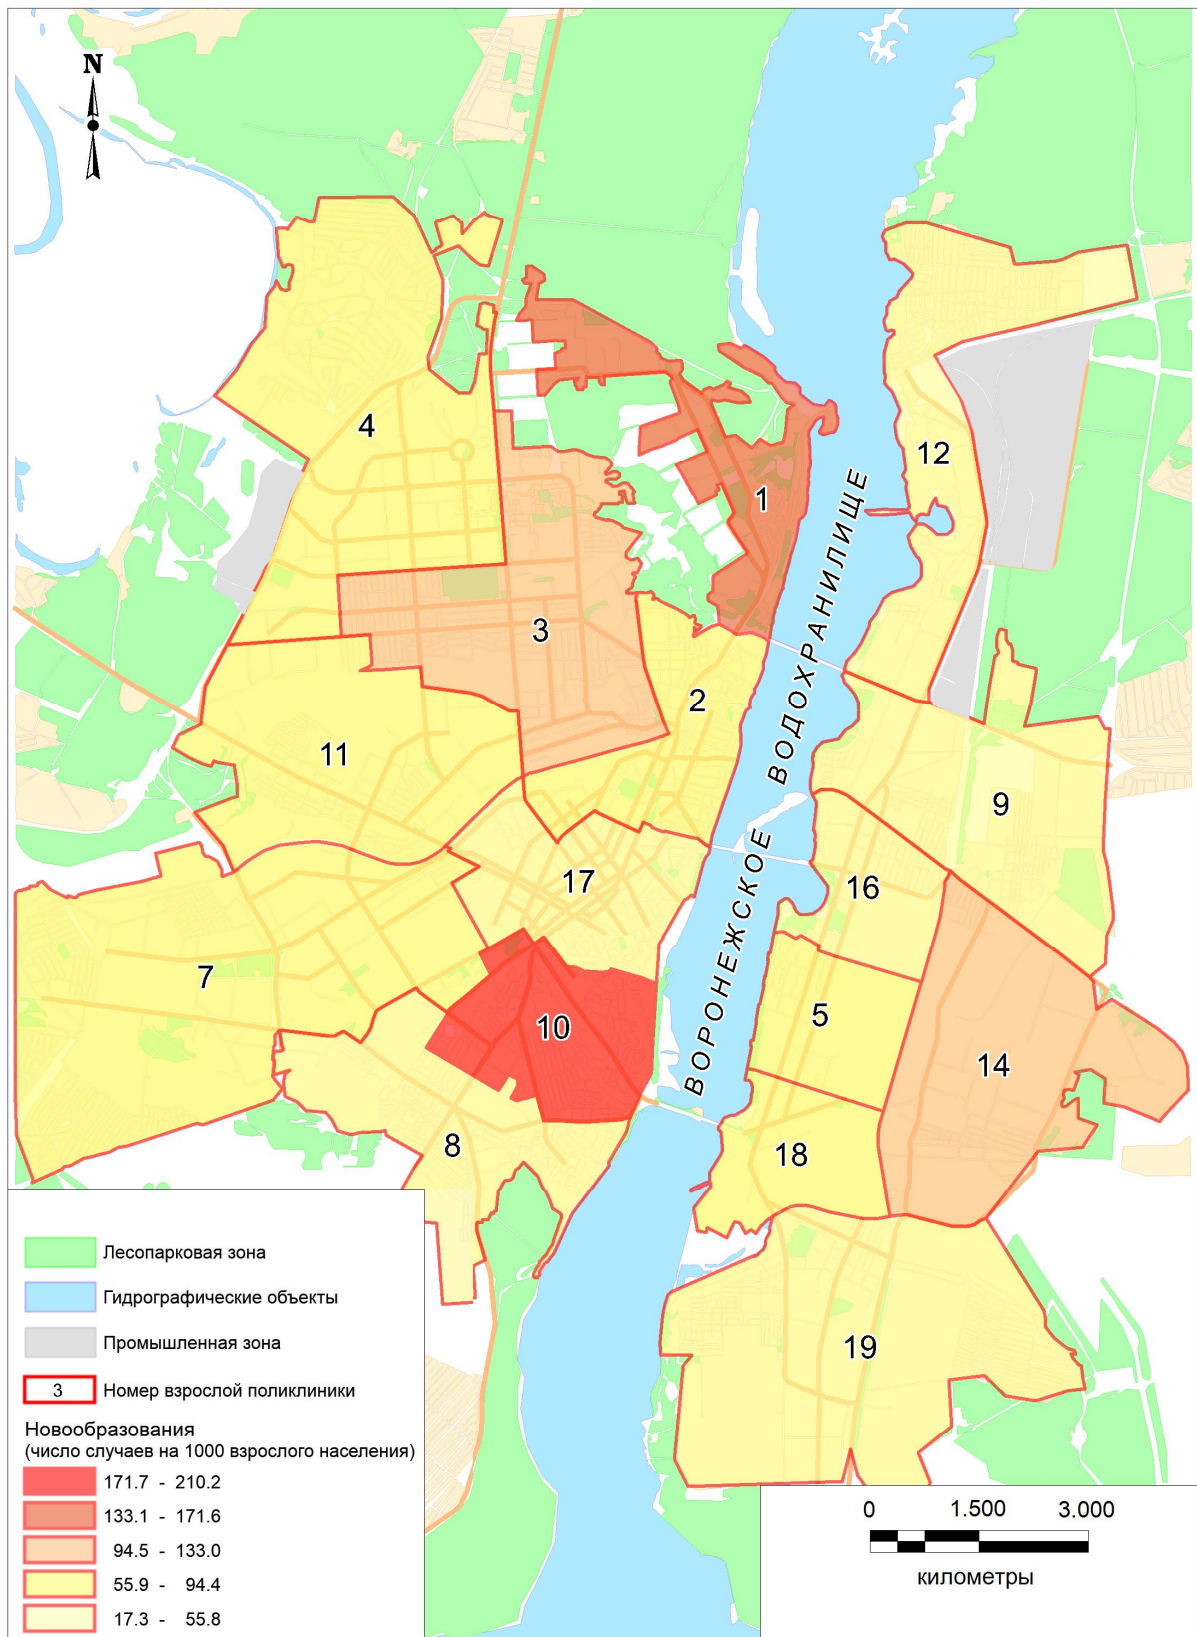 N
4
12
1
3
2
11
9
17
16
7
5
10
14
8
18
19
ВОРОНЕЖСКОЕ ВОДОХРАНИЛИЩЕ
Лесопарковая зона
Гидрографические объекты
Промышленная зона
3 Номер взрослой поликлиники
Новообразования
(число случаев на 1000 взрослого населения)
171.7 - 210.2
133.1 - 171.6
94.5 - 133.0
55.9 - 94.4
17.3 - 55.8
0 1.500 3.000
километры